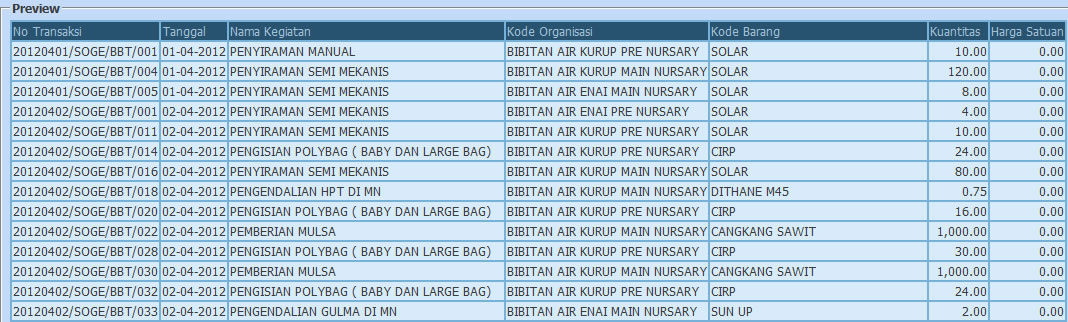 Preview
No Transaksi Tanggal Nama Kegiatan Kode Organisasi Kode Barang Kuantitas Harga Satuan
20120401/SOGE/BBT/001 01-04-2012 PENYIRAMAN MANUAL BIBITAN AIR KURUP PRE NURSARY SOLAR 10.00 0.00
20120401/SOGE/BBT/004 01-04-2012 PENYIRAMAN SEMI MEKANIS BIBITAN AIR KURUP MAIN NURSARY SOLAR 120.00 0.00
20120401/SOGE/BBT/005 01-04-2012 PENYIRAMAN SEMI MEKANIS BIBITAN AIR ENAI MAIN NURSARY SOLAR 8.00 0.00
20120402/SOGE/BBT/001 02-04-2012 PENYIRAMAN SEMI MEKANIS BIBITAN AIR ENAI PRE NURSARY SOLAR 4.00 0.00
20120402/SOGE/BBT/011 02-04-2012 PENYIRAMAN SEMI MEKANIS BIBITAN AIR KURUP PRE NURSARY SOLAR 10.00 0.00
20120402/SOGE/BBT/014 02-04-2012 PENGISIAN POLYBAG ( BABY DAN LARGE BAG) BIBITAN AIR KURUP PRE NURSARY CIRP 24.00 0.00
20120402/SOGE/BBT/016 02-04-2012 PENYIRAMAN SEMI MEKANIS BIBITAN AIR KURUP MAIN NURSARY SOLAR 80.00 0.00
20120402/SOGE/BBT/018 02-04-2012 PENGENDALIAN HPT DI MN BIBITAN AIR KURUP MAIN NURSARY DITHANE M45 0.75 0.00
20120402/SOGE/BBT/020 02-04-2012 PENGISIAN POLYBAG ( BABY DAN LARGE BAG) BIBITAN AIR KURUP PRE NURSARY CIRP 16.00 0.00
20120402/SOGE/BBT/022 02-04-2012 PEMBERIAN MULSA BIBITAN AIR KURUP MAIN NURSARY CANGKANG SAWIT 1,000.00 0.00
20120402/SOGE/BBT/028 02-04-2012 PENGISIAN POLYBAG ( BABY DAN LARGE BAG) BIBITAN AIR KURUP PRE NURSARY CIRP 30.00 0.00
20120402/SOGE/BBT/030 02-04-2012 PEMBERIAN MULSA BIBITAN AIR KURUP MAIN NURSARY CANGKANG SAWIT 1,000.00 0.00
20120402/SOGE/BBT/032 02-04-2012 PENGISIAN POLYBAG ( BABY DAN LARGE BAG) BIBITAN AIR KURUP PRE NURSARY CIRP 24.00 0.00
20120402/SOGE/BBT/033 02-04-2012 PENGENDALIAN GULMA DI MN BIBITAN AIR ENAI MAIN NURSARY SUN UP 2.00 0.00